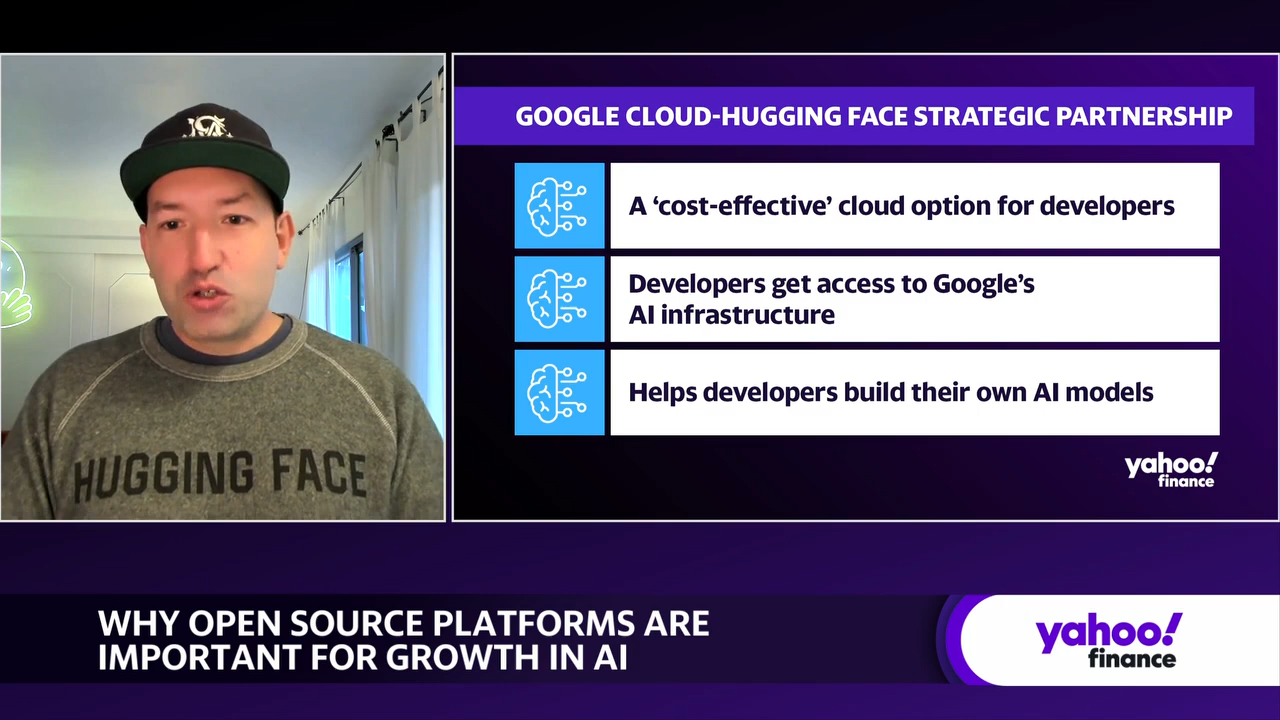 HUGGING FACE
GOOGLE CLOUD-HUGGING FACE STRATEGIC PARTNERSHIP
A ‘cost-effective’ cloud option for developers
Developers get access to Google’s
AI infrastructure
Helps developers build their own AI models
yahoo!
finance
WHY OPEN SOURCE PLATFORMS ARE
IMPORTANT FOR GROWTH IN AI
yahoo!
finance